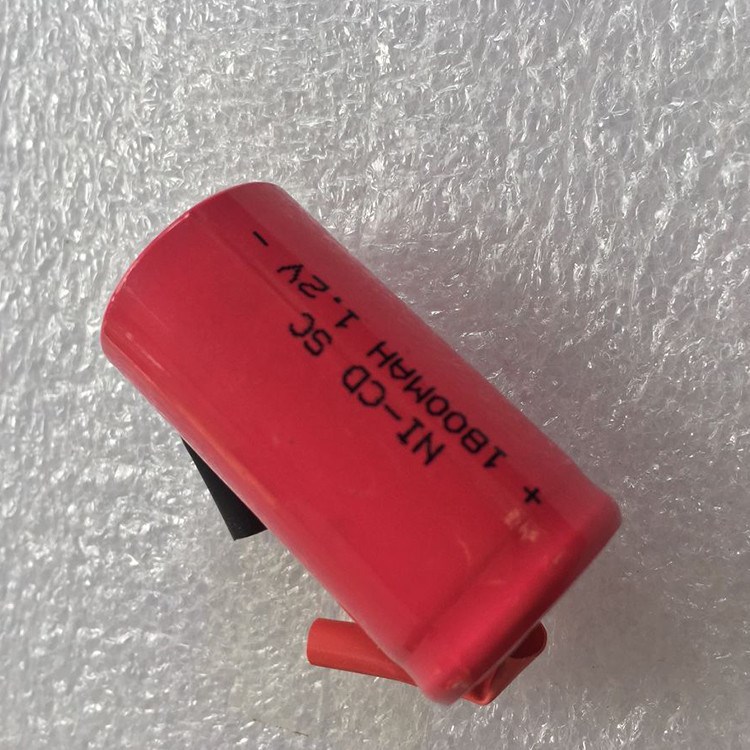 NI-CD SC
+ 1800MAH 1.2V -